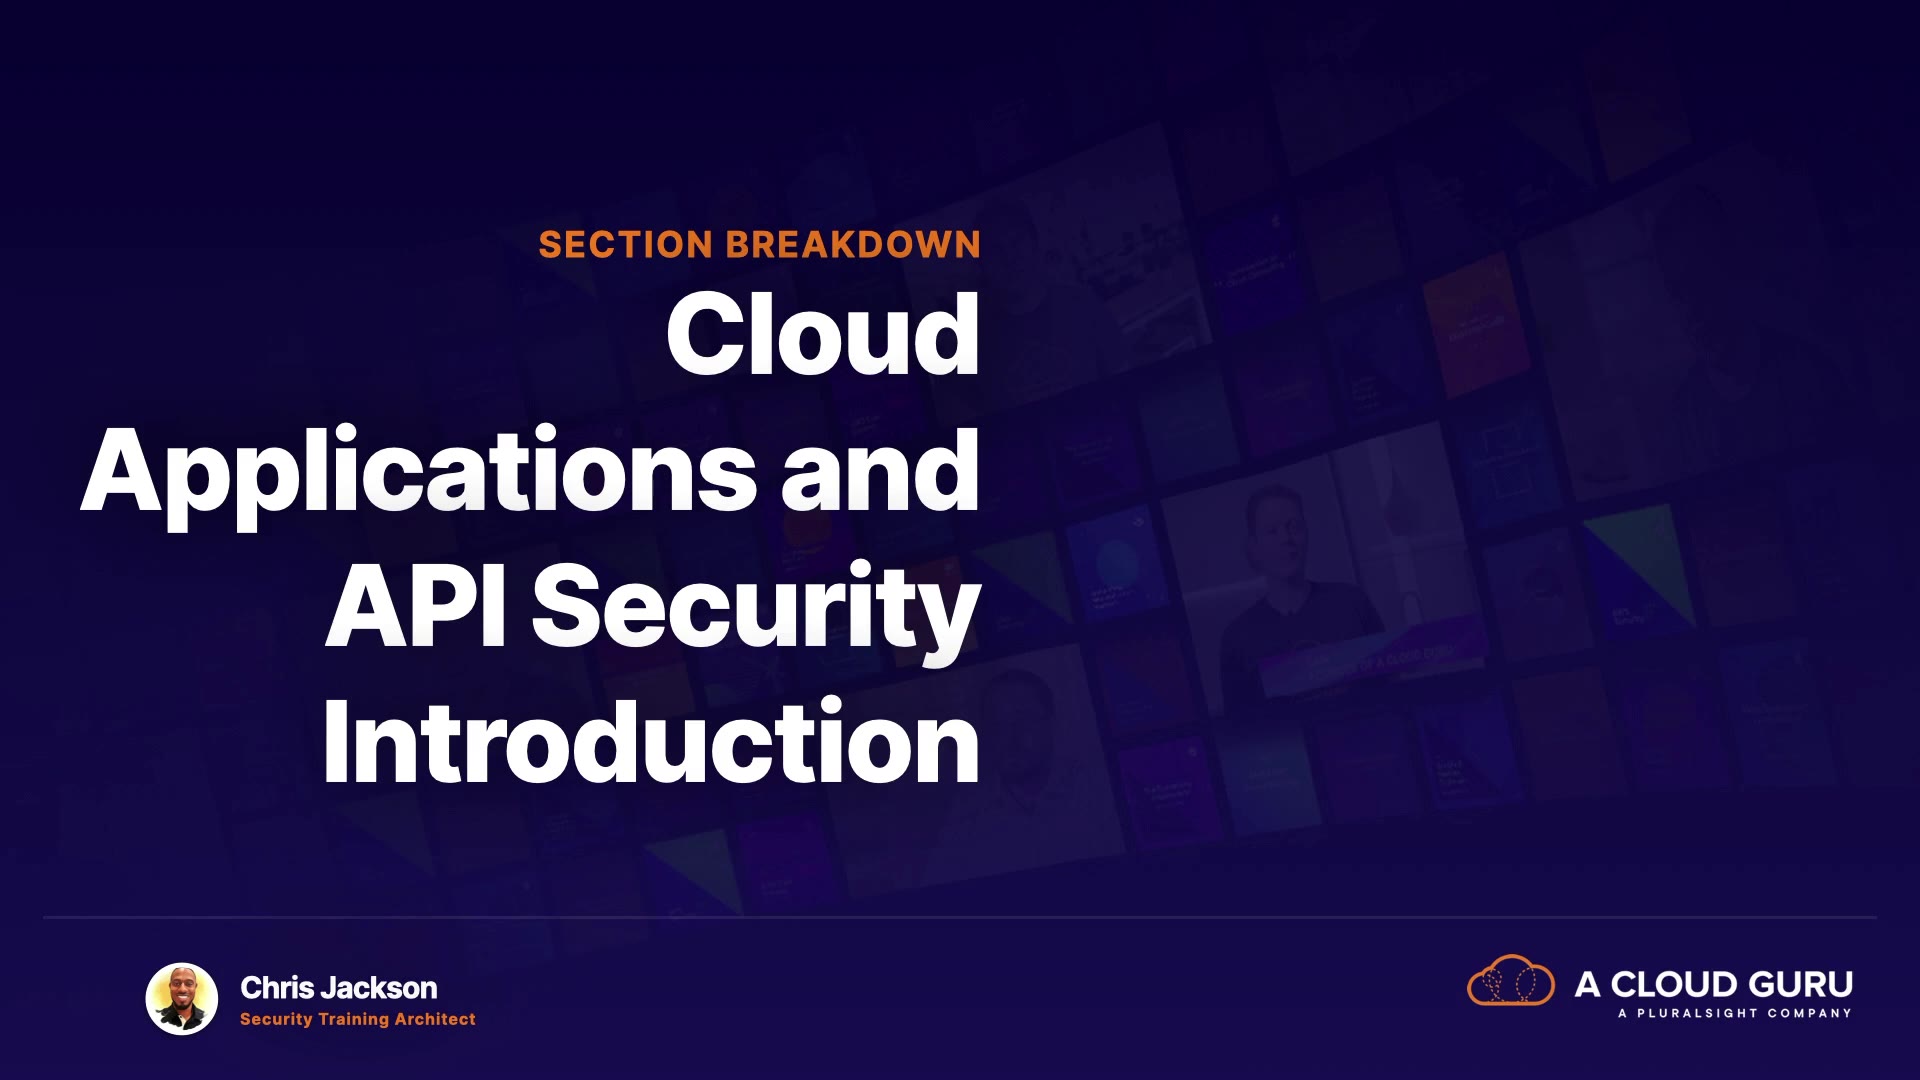 SECTION BREAKDOWN
Cloud
Applications and
API Security
Introduction
Chris Jackson
Security Training Architect
A CLOUD GURU
A PLURALSIGHT COMPANY